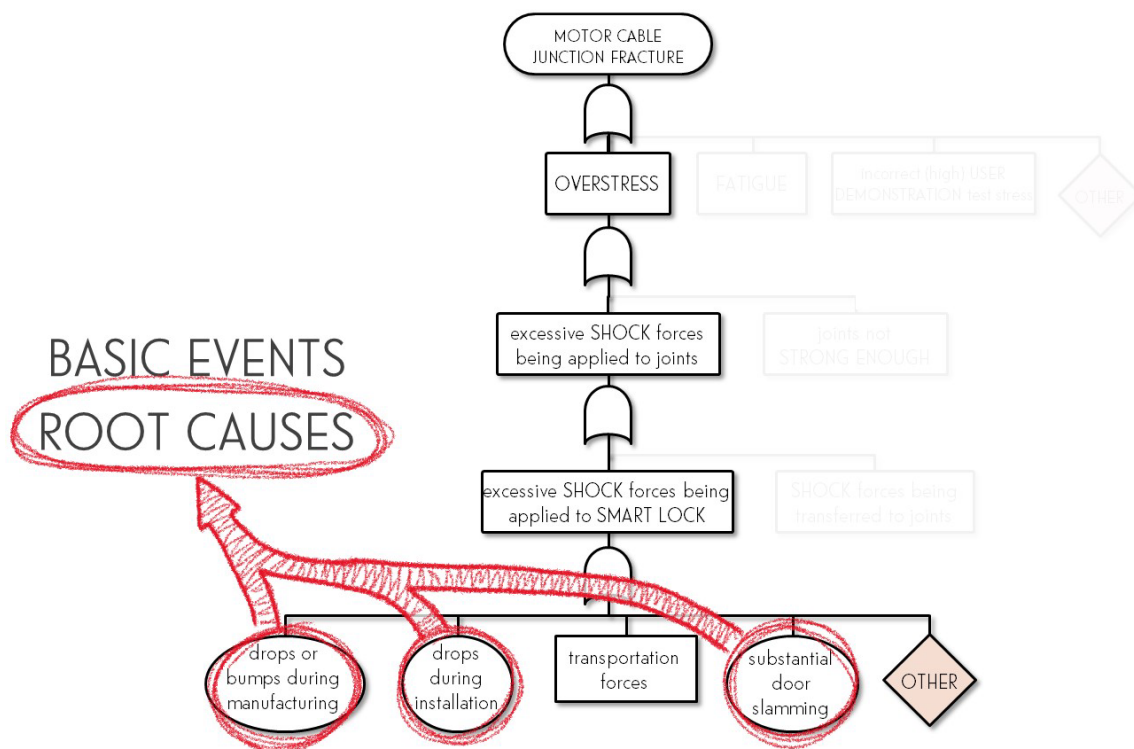 MOTOR CABLE
JUNCTION FRACTURE
OVERSTRESS
FATIGUE
incorrect (high) USER
DEMONSTRATION test stress
OTHER
excessive SHOCK forces
being applied to joints
joints not
STRONG ENOUGH
BASIC EVENTS
ROOT CAUSES
excessive SHOCK forces being
applied to SMART LOCK
SHOCK forces being
transferred to joints
drops or
bumps during
manufacturing
drops
during
installation
transportation
forces
substantial
door
slamming
OTHER